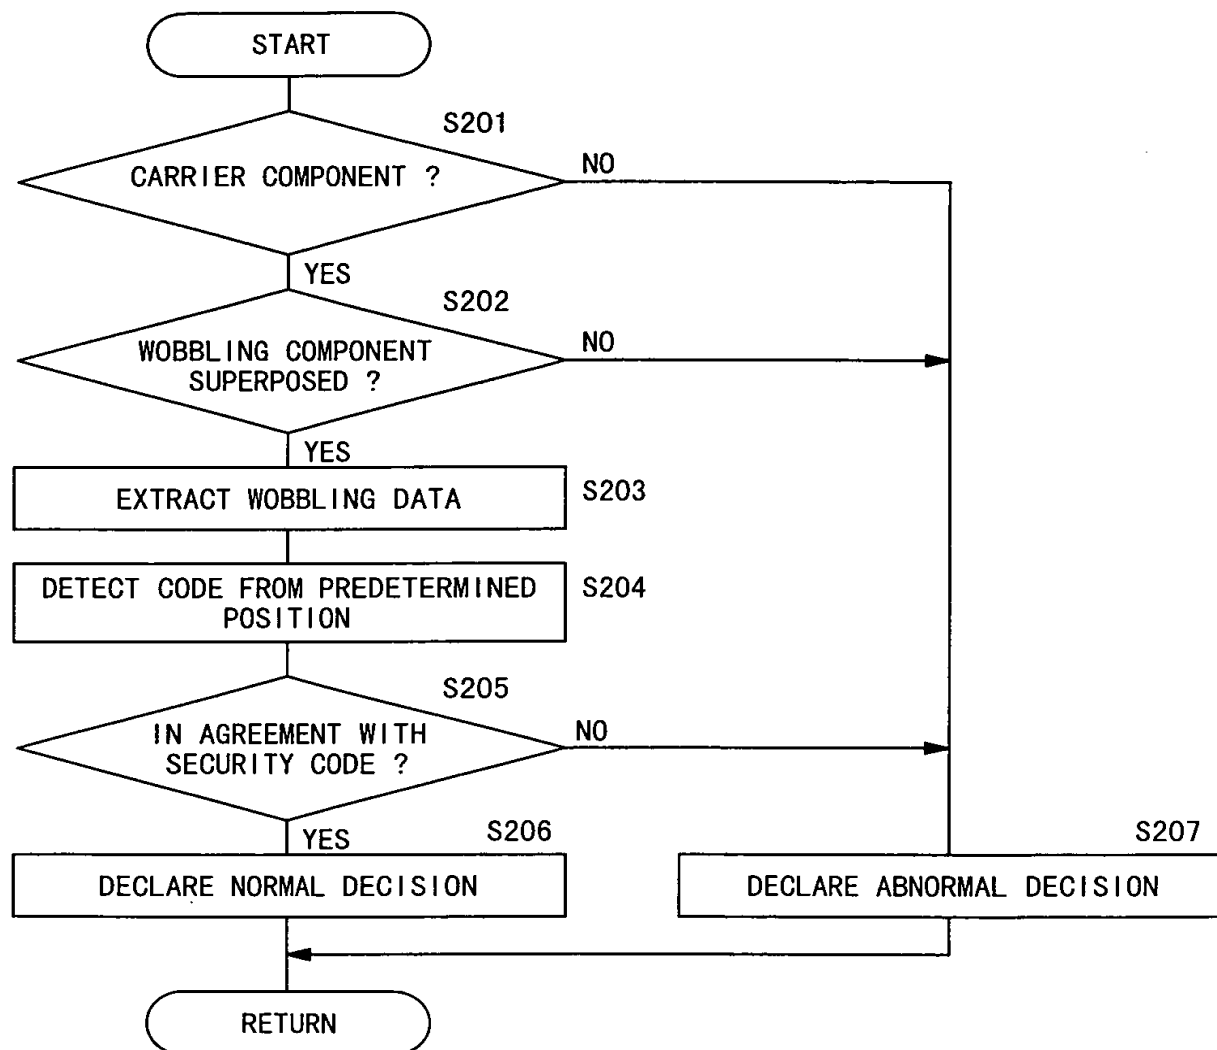 START
S201
CARRIER COMPONENT ?
NO
YES
S202
WOBBLING COMPONENT
SUPERPOSED ?
NO
YES
EXTRACT WOBBLING DATA
S203
DETECT CODE FROM PREDETERMINED
POSITION
S204
S205
IN AGREEMENT WITH
SECURITY CODE ?
NO
YES
S206
DECLARE NORMAL DECISION
S207
DECLARE ABNORMAL DECISION
RETURN